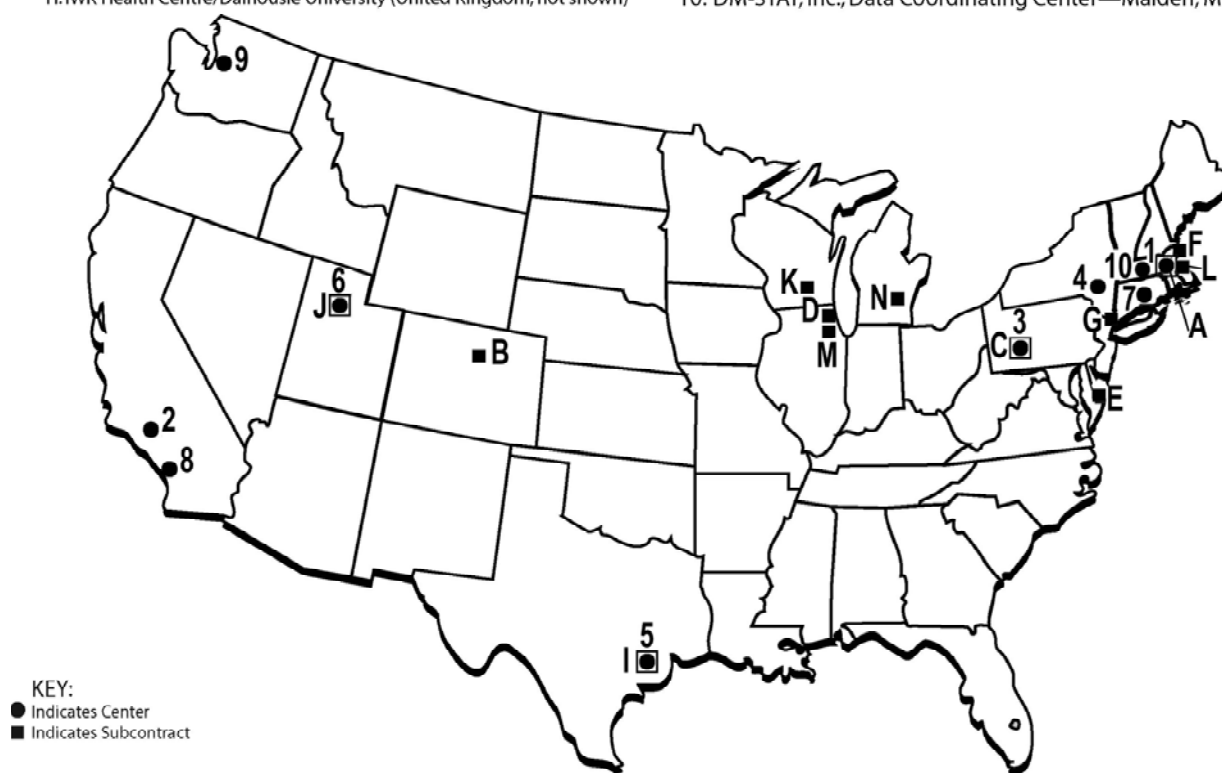 H. IWK Health Centre/Dalhousie University (United Kingdom, not shown) 10. DM-STAT, Inc., Data Coordinating Center—Malden, M
9
F
10 1 L
6
4
K
J
N
7
D
G
A
3
M
C
B
E
2
8
5
I
KEY:
Indicates Center
Indicates Subcontract